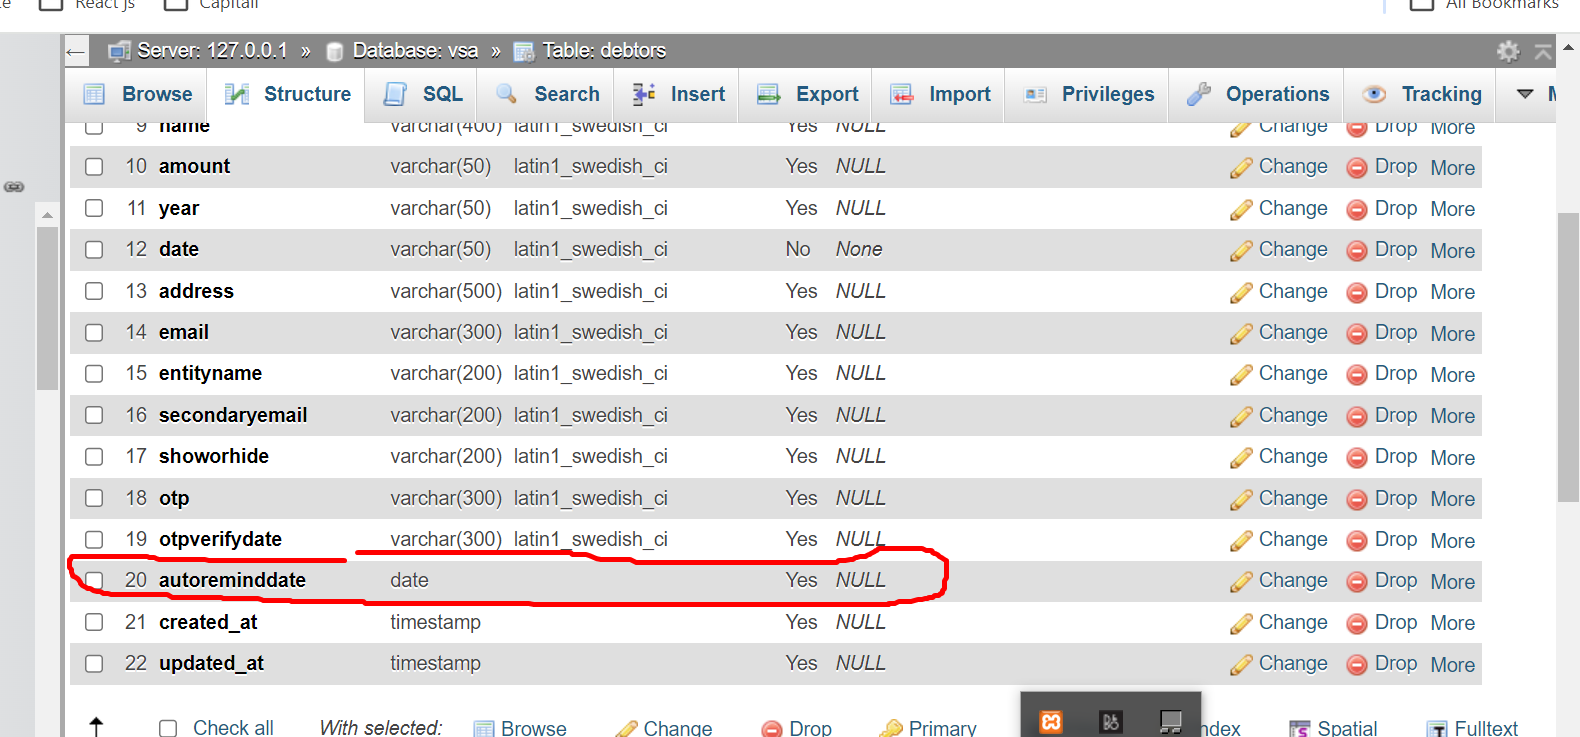 React js Capitall All Bookmarks
Server: 127.0.0.1 » Database: vsa » Table: debtors
Browse Structure SQL Search Insert Export Import Privileges Operations Tracking
9 name varchar(400) latin1_swedish_ci Yes NULL Change Drop More
10 amount varchar(50) latin1_swedish_ci Yes NULL Change Drop More
11 year varchar(50) latin1_swedish_ci Yes NULL Change Drop More
12 date varchar(50) latin1_swedish_ci No None Change Drop More
13 address varchar(500) latin1_swedish_ci Yes NULL Change Drop More
14 email varchar(300) latin1_swedish_ci Yes NULL Change Drop More
15 entityname varchar(200) latin1_swedish_ci Yes NULL Change Drop More
16 secondaryemail varchar(200) latin1_swedish_ci Yes NULL Change Drop More
17 showorhide varchar(200) latin1_swedish_ci Yes NULL Change Drop More
18 otp varchar(300) latin1_swedish_ci Yes NULL Change Drop More
19 otpverifydate varchar(300) latin1_swedish_ci Yes NULL Change Drop More
20 autoreminddate date Yes NULL Change Drop More
21 created_at timestamp Yes NULL Change Drop More
22 updated_at timestamp Yes NULL Change Drop More
Check all With selected: Browse Change Drop Primary ndex Spatial Fulltext